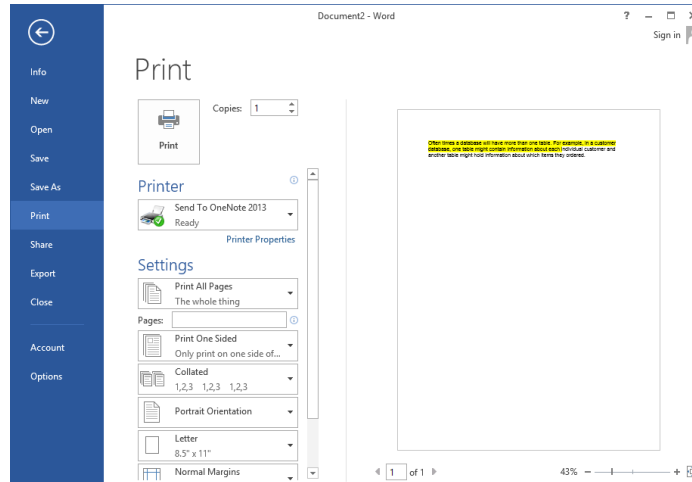 Document2 - Word
?
Sign in
Info
New
Open
Save
Save As
Print
Share
Export
Close
Account
Options
Print
Print
Copies: 1
Printer
Send To OneNote 2013
Ready
Printer Properties
Settings
Print All Pages
The whole thing
Pages:
Print One Sided
Only print on one side of...
Collated
1,2,3 1,2,3 1,2,3
Portrait Orientation
Letter
8.5" x 11"
Normal Margins
Often times a database will have more than one table. For example, in a customer
database, one table might contain information about each individual customer and
another table might hold information about which items they ordered.
1 of 1
43%